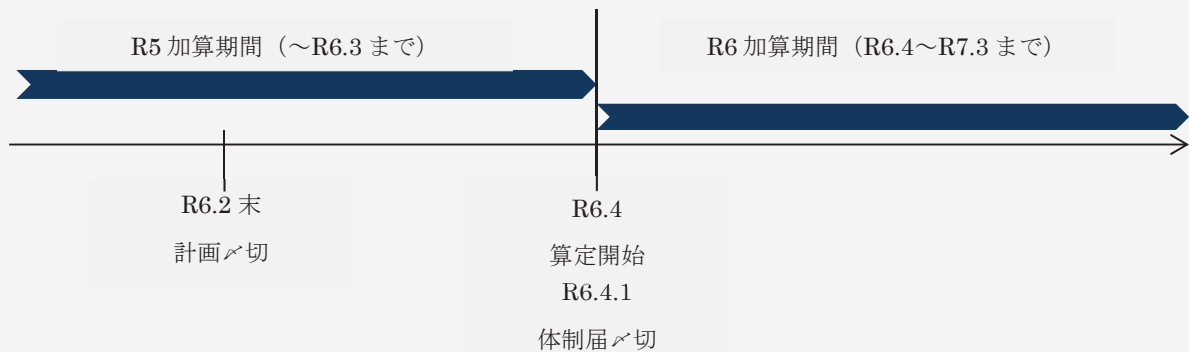 R5 加算期間（～R6.3 まで）
R6 加算期間（R6.4～R7.3 まで）
R6.2 末
計画〆切
R6.4
算定開始
R6.4.1
体制届〆切